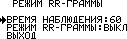 РЕЖИМ RR-ГРАММЫ
▶ВРЕМЯ НАБЛЮДЕНИЯ:60
РЕЖИМ RR-ГРАММЫ:ВЫКЛ
ВЫХОД